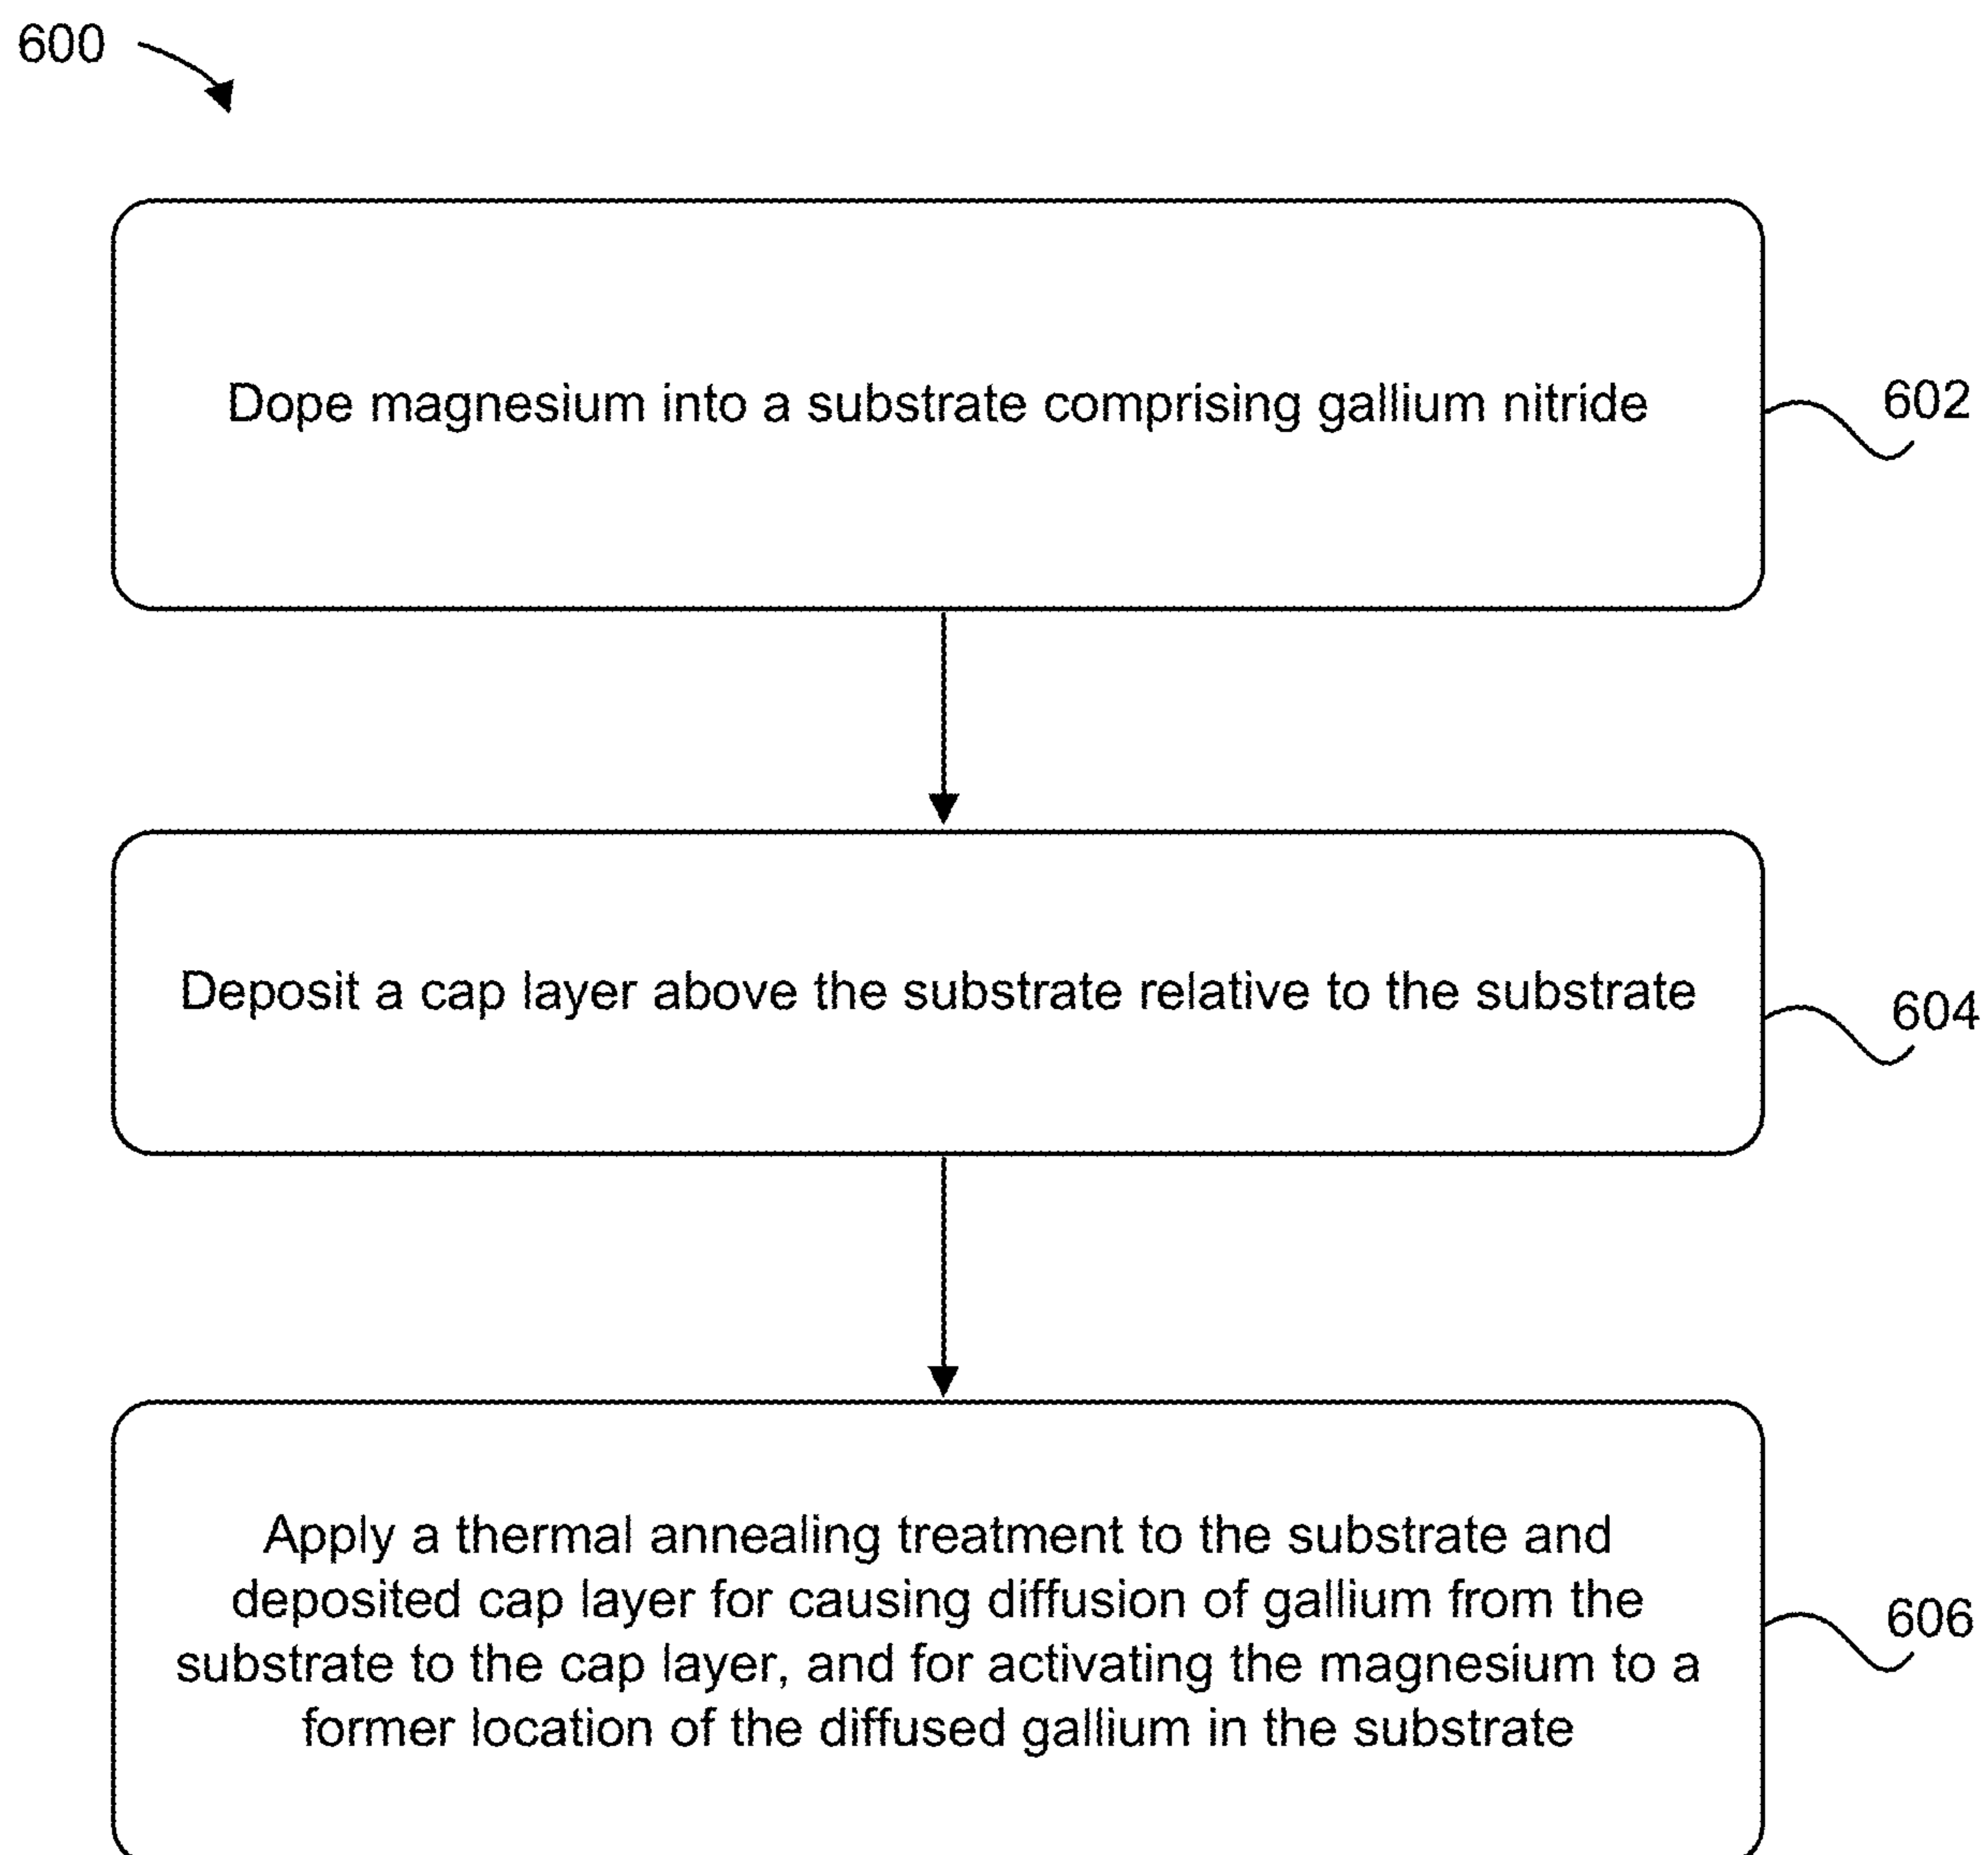 600
Dope magnesium into a substrate comprising gallium nitride
602
Deposit a cap layer above the substrate relative to the substrate
604
Apply a thermal annealing treatment to the substrate and
deposited cap layer for causing diffusion of gallium from the
substrate to the cap layer, and for activating the magnesium to a
former location of the diffused gallium in the substrate
606